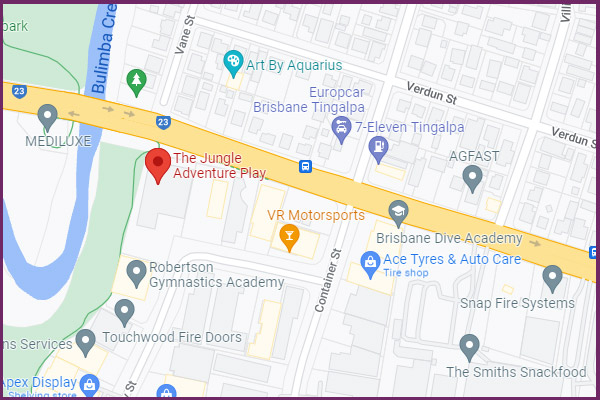 park
Bulimba Cre
Vane St
Villi
Art By Aquarius
Verdun St
Europcar
Brisbane Tingalpa
23
23
7-Eleven Tingalpa
Verdun St
MEDILUXE
The Jungle
Adventure Play
AGFAST
VR Motorsports
Brisbane Dive Academy
Ace Tyres & Auto Care
Tire shop
Robertson
Gymnastics Academy
Container St
Snap Fire Systems
Touchwood Fire Doors
ns Services
The Smiths Snackfood
Apex Display
Shelving store
y St